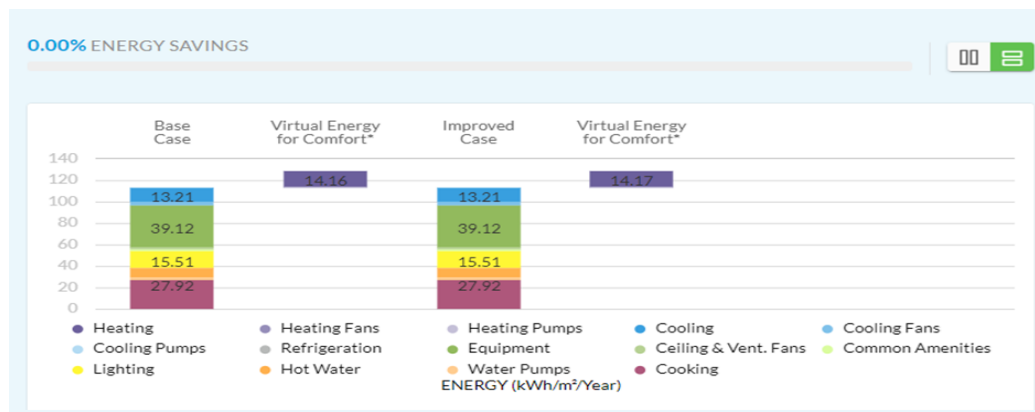 0.00% ENERGY SAVINGS
Base Case
Virtual Energy for Comfort*
Improved Case
Virtual Energy for Comfort*
140
120
100
80
60
40
20
0
13.21
39.12
15.51
27.92
14.16
13.21
39.12
15.51
27.92
14.17
Heating
Heating Fans
Heating Pumps
Cooling
Cooling Fans
Cooling Pumps
Refrigeration
Equipment
Ceiling & Vent. Fans
Common Amenities
Lighting
Hot Water
Water Pumps
Cooking
ENERGY (kWh/m²/Year)